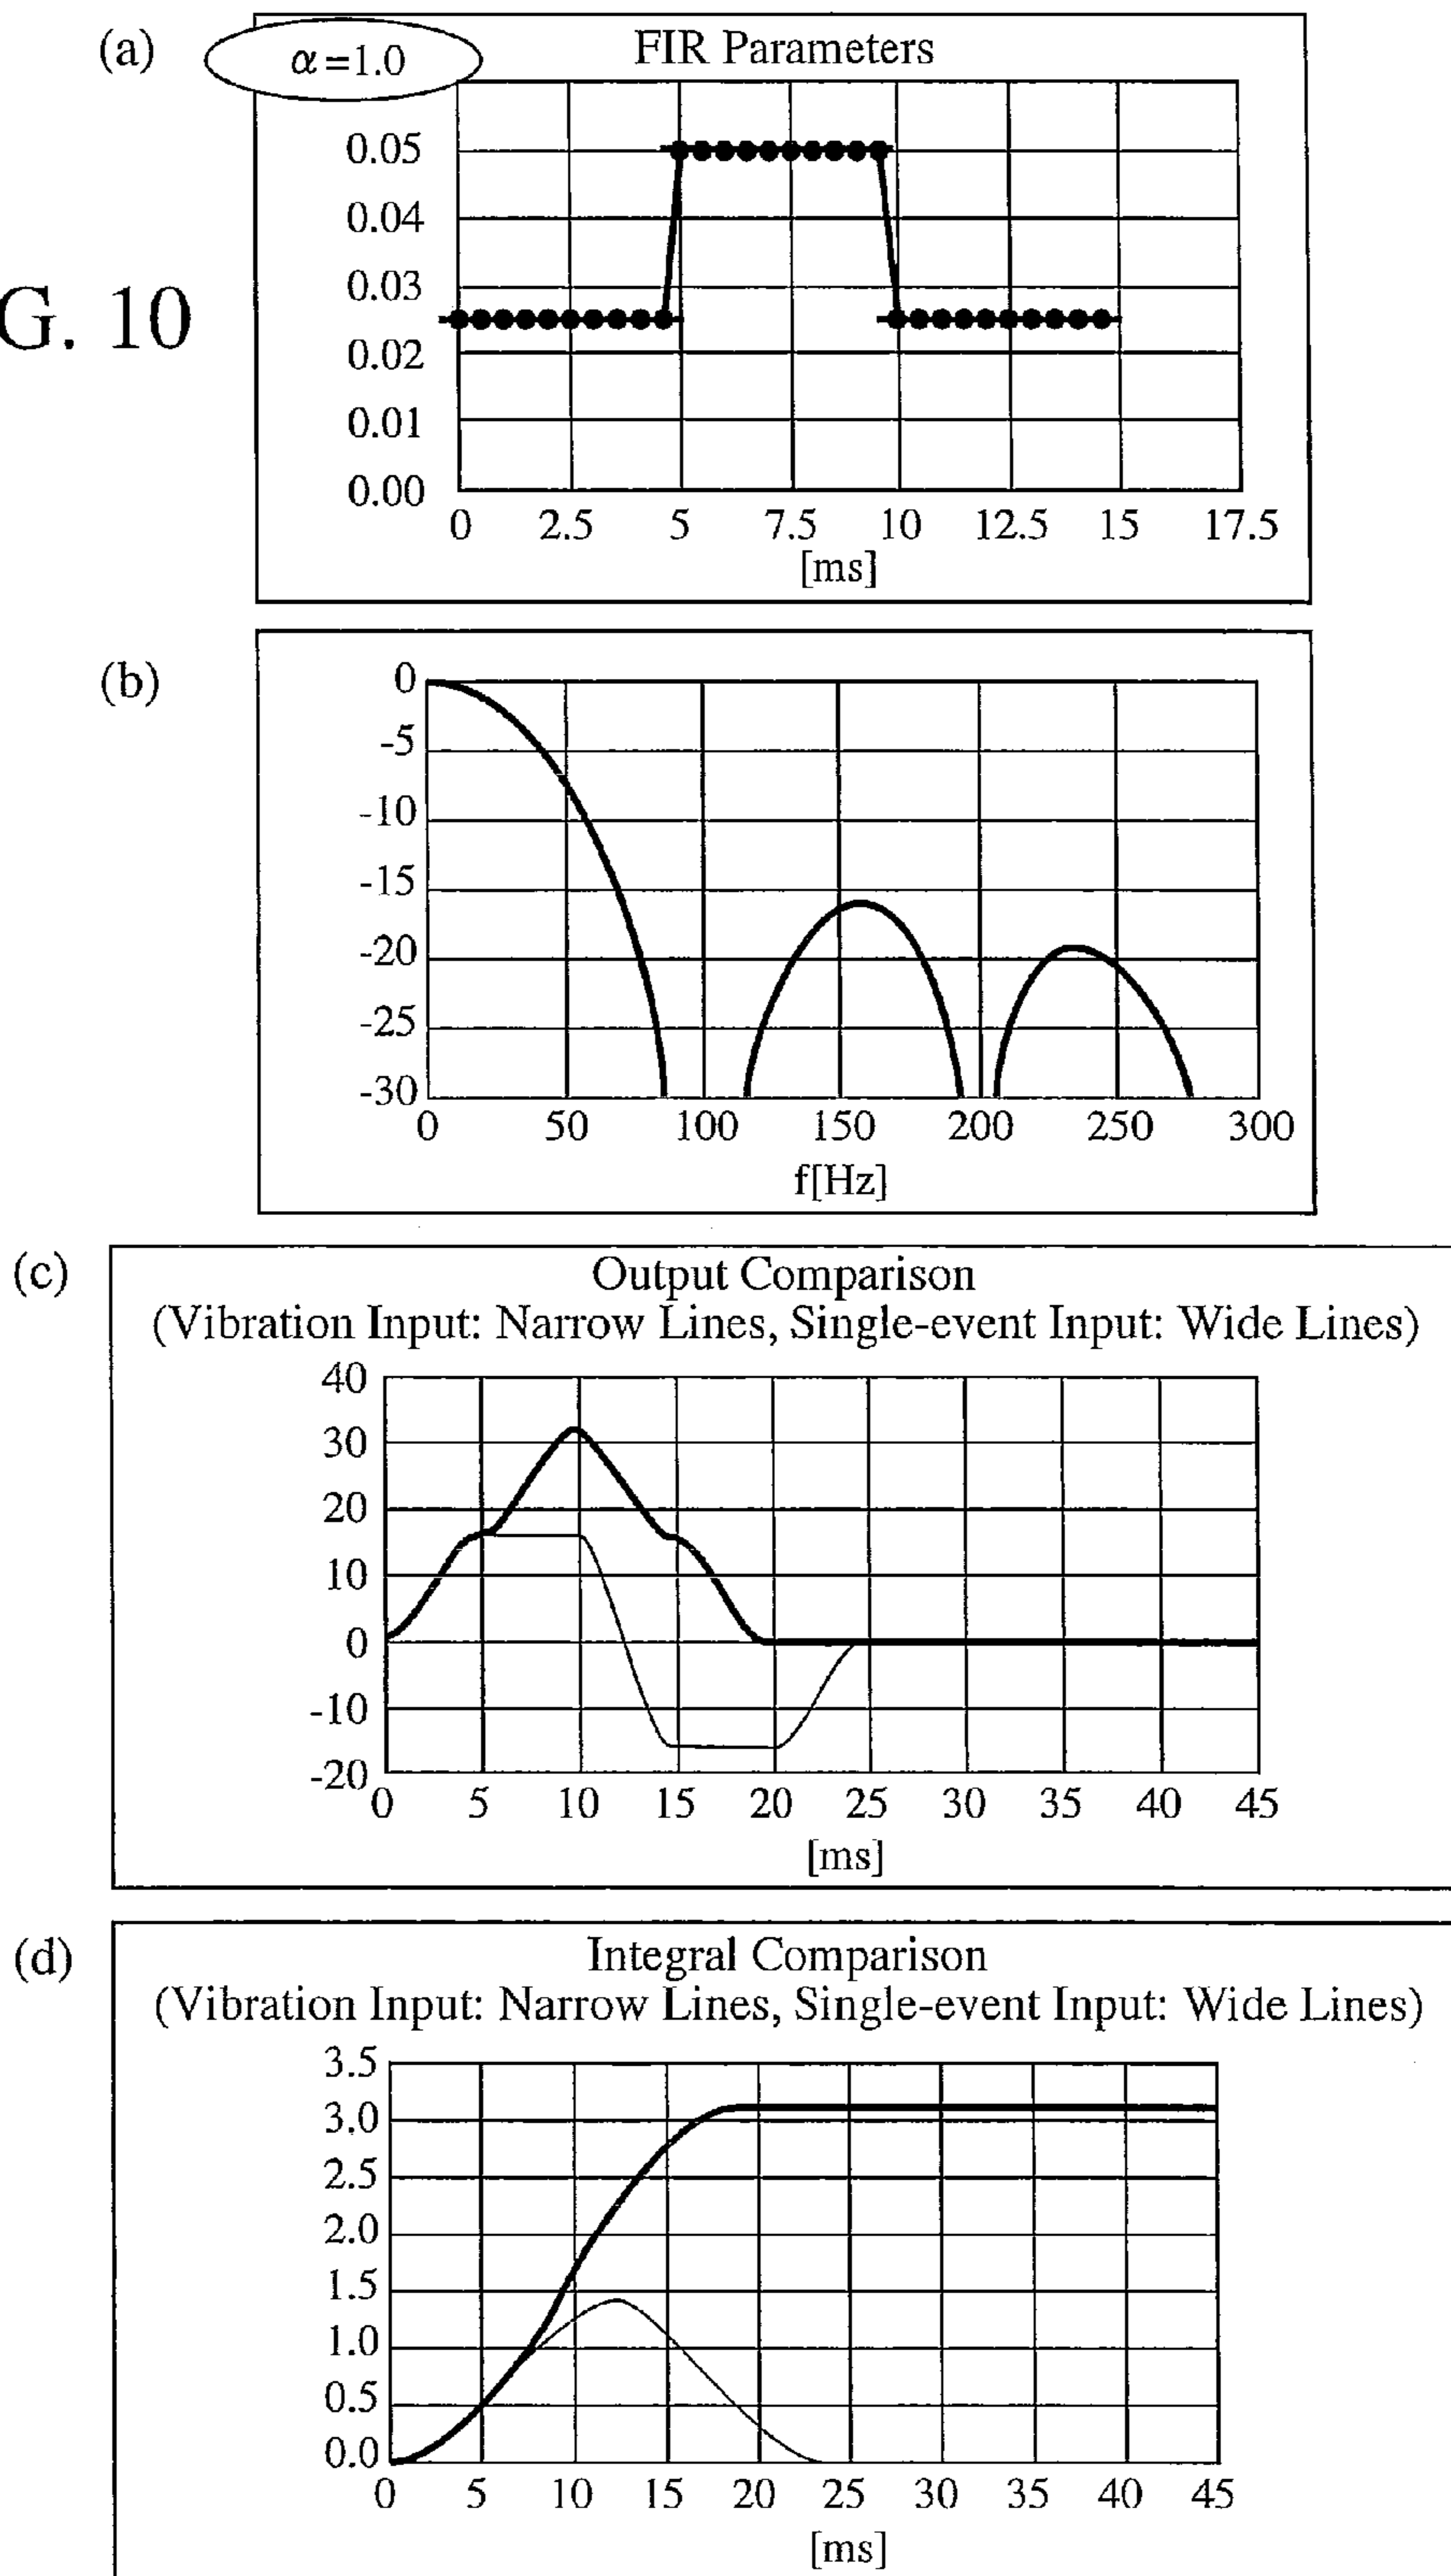 G. 10
(a)
α=1.0
FIR Parameters
0.05
0.04
0.03
0.02
0.01
0.00
0 2.5 5 7.5 10 12.5 15 17.5
[ms]
(b)
0
-5
-10
-15
-20
-25
-30
0 50 100 150 200 250 300
f[Hz]
(c)
Output Comparison
(Vibration Input: Narrow Lines, Single-event Input: Wide Lines)
40
30
20
10
0
-10
-20
0 5 10 15 20 25 30 35 40 45
[ms]
(d)
Integral Comparison
(Vibration Input: Narrow Lines, Single-event Input: Wide Lines)
3.5
3.0
2.5
2.0
1.5
1.0
0.5
0.0
0 5 10 15 20 25 30 35 40 45
[ms]